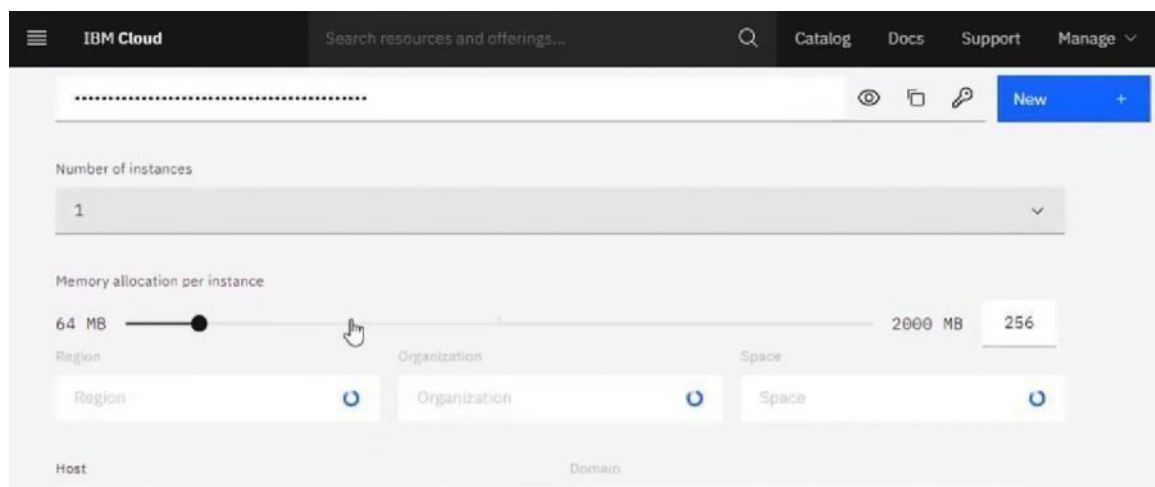 IBM Cloud Search resources and offerings... Catalog Docs Support Manage
New +
Number of instances
1
Memory allocation per instance
64 MB 2000 MB 256
Region Organization Space
Region Organization Space
Host Domain